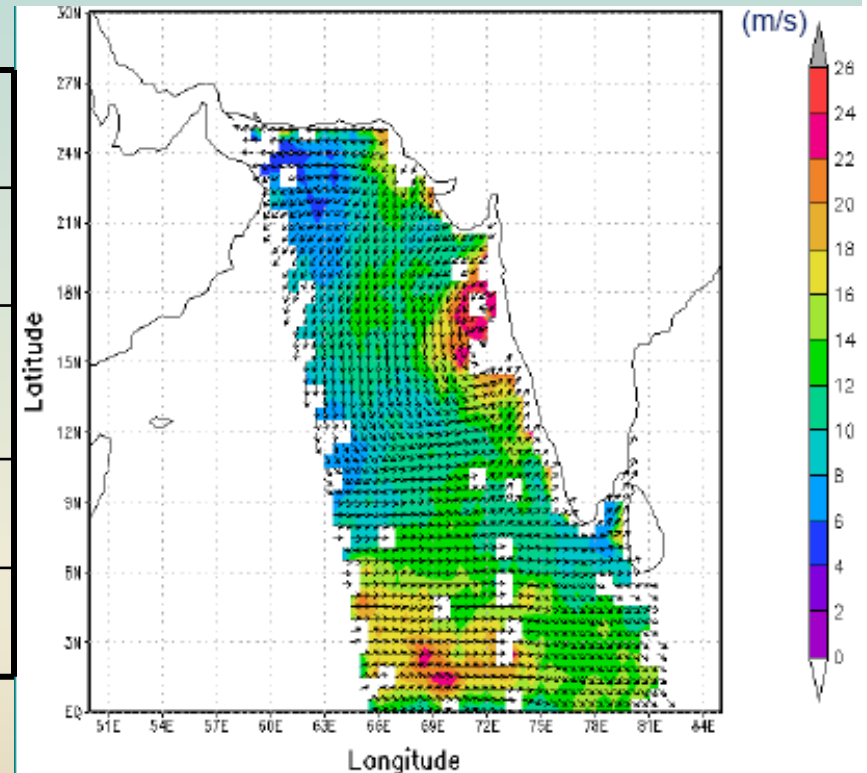 (m/s)
30N
27N
24N
21N
18N
15N
12N
9N
6N
3N
EQ
Latitude
51E 54E 57E 60E 63E 66E 69E 72E 75E 78E 81E 84E
Longitude
26
24
22
20
18
16
14
12
10
8
6
4
2
0